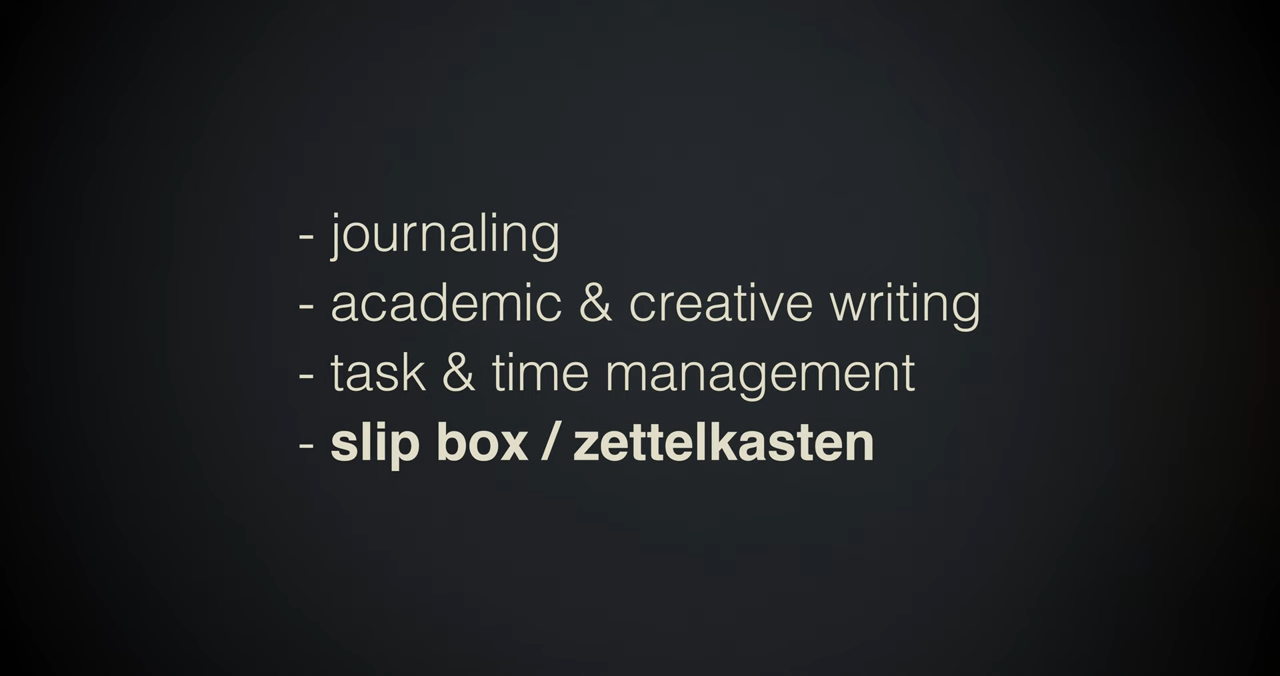 - journaling
- academic & creative writing
- task & time management
- slip box / zettelkasten